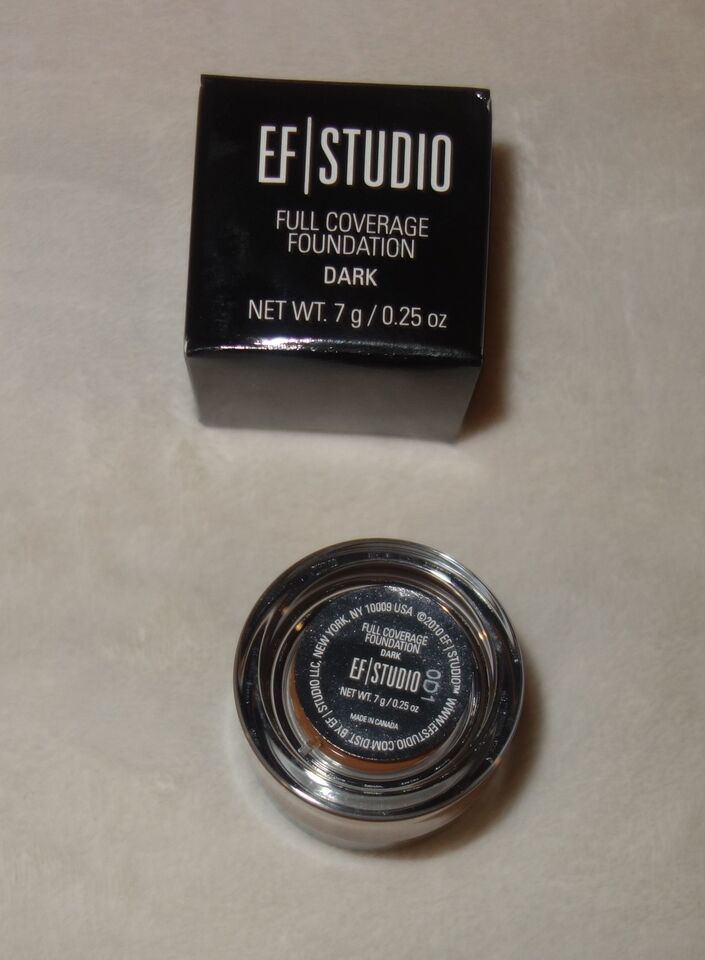 EF|STUDIO
FULL COVERAGE
FOUNDATION
DARK
NET WT. 7 g / 0.25 oz
©2010 EF|STUDIO™ WWW.EFSTUDIO.COM DIST. BY EF|STUDIO LLC, NEW YORK, NY 10009 USA
FULL COVERAGE
FOUNDATION
DARK
EF|STUDIO
NET WT. 7 g / 0.25 oz
MADE IN CANADA
0D1